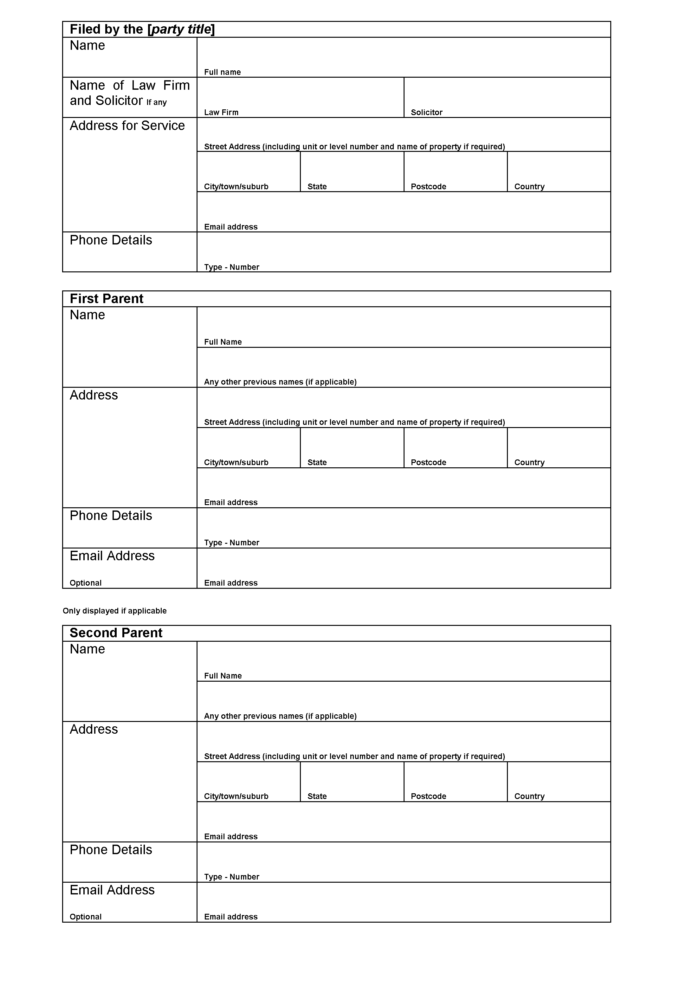 Filed by the [party title]
Name
Full name
Name of Law Firm
and Solicitor If any
Law Firm
Solicitor
Address for Service
Street Address (including unit or level number and name of property if required)
City/town/suburb
State
Postcode
Country
Email address
Phone Details
Type - Number
First Parent
Name
Full Name
Any other previous names (if applicable)
Address
Street Address (including unit or level number and name of property if required)
City/town/suburb
State
Postcode
Country
Email address
Phone Details
Type - Number
Email Address
Optional
Email address
Only displayed if applicable
Second Parent
Name
Full Name
Any other previous names (if applicable)
Address
Street Address (including unit or level number and name of property if required)
City/town/suburb
State
Postcode
Country
Email address
Phone Details
Type - Number
Email Address
Optional
Email address